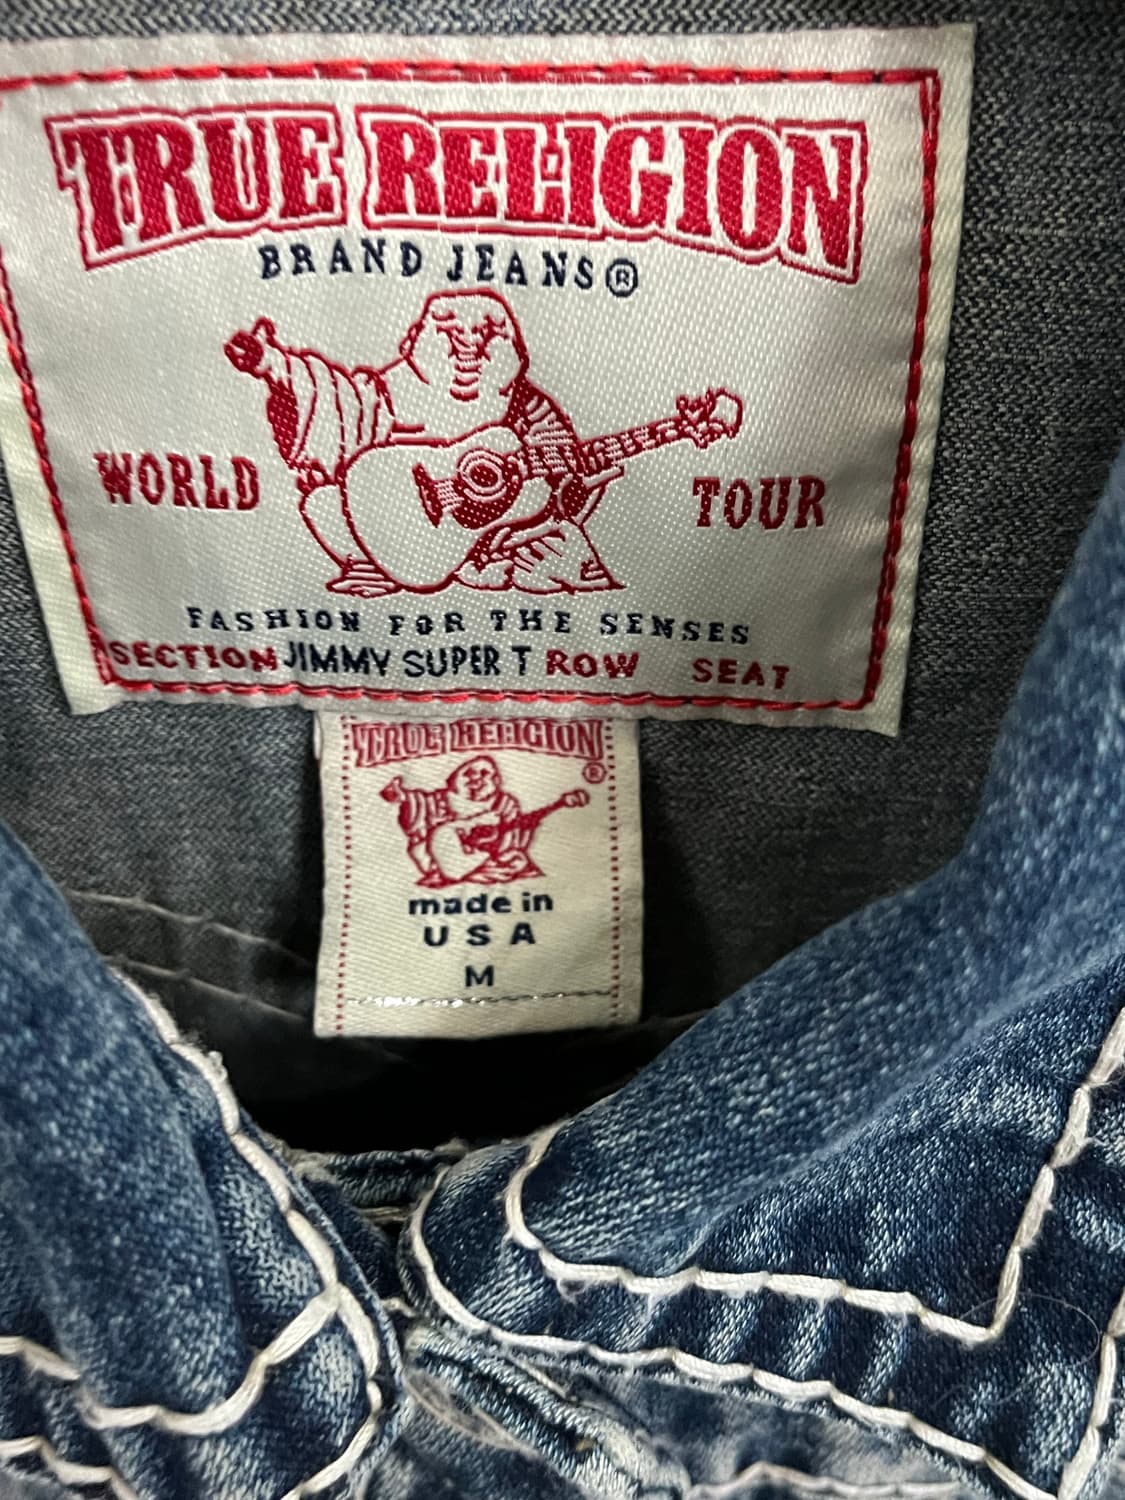 TRUE RELIGION
BRAND JEANS®
WORLD TOUR
FASHION FOR THE SENSES
SECTION JIMMY SUPER T ROW SEAT
TRUE RELIGION
®
made in
USA
M